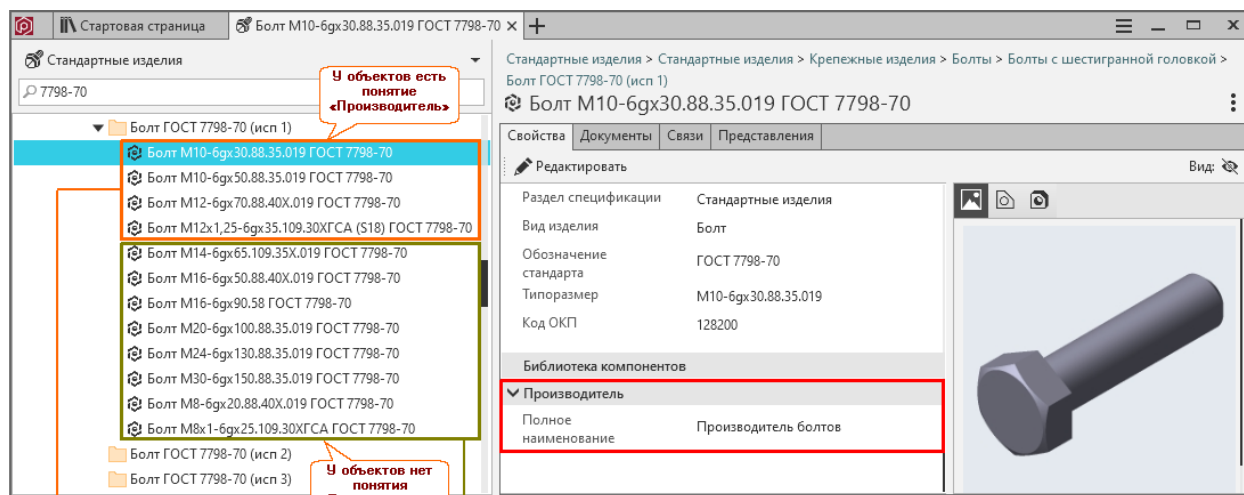 Стартовая страница
Болт М10-6gx30.88.35.019 ГОСТ 7798-70
Стандартные изделия
7798-70
У объектов есть
понятие
«Производитель»
Болт ГОСТ 7798-70 (исп 1)
Болт М10-6gx30.88.35.019 ГОСТ 7798-70
Болт М10-6gx50.88.35.019 ГОСТ 7798-70
Болт М12-6gx70.88.40Х.019 ГОСТ 7798-70
Болт М12x1,25-6gx35.109.30ХГСА (S18) ГОСТ 7798-70
Болт М14-6gx65.109.35Х.019 ГОСТ 7798-70
Болт М16-6gx50.88.40Х.019 ГОСТ 7798-70
Болт М16-6gx90.58 ГОСТ 7798-70
Болт М20-6gx100.88.35.019 ГОСТ 7798-70
Болт М24-6gx130.88.35.019 ГОСТ 7798-70
Болт М30-6gx150.88.35.019 ГОСТ 7798-70
Болт М8-6gx20.88.40Х.019 ГОСТ 7798-70
Болт М8x1-6gx25.109.30ХГСА ГОСТ 7798-70
Болт ГОСТ 7798-70 (исп 2)
Болт ГОСТ 7798-70 (исп 3)
У объектов нет
понятия
Стандартные изделия > Стандартные изделия > Крепежные изделия > Болты > Болты с шестигранной головкой >
Болт ГОСТ 7798-70 (исп 1)
Болт М10-6gx30.88.35.019 ГОСТ 7798-70
Свойства Документы Связи Представления
Редактировать
Вид:
Раздел спецификации Стандартные изделия
Вид изделия Болт
Обозначение
стандарта ГОСТ 7798-70
Типоразмер М10-6gx30.88.35.019
Код ОКП 128200
Библиотека компонентов
Производитель
Полное
наименование Производитель болтов